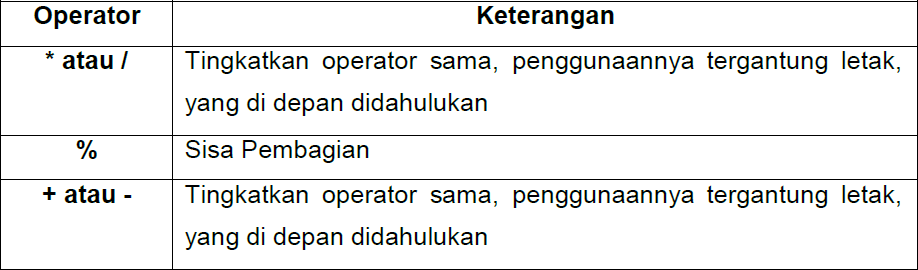 Operator Keterangan
* atau / Tingkatkan operator sama, penggunaannya tergantung letak,
yang di depan didahulukan
% Sisa Pembagian
+ atau - Tingkatkan operator sama, penggunaannya tergantung letak,
yang di depan didahulukan